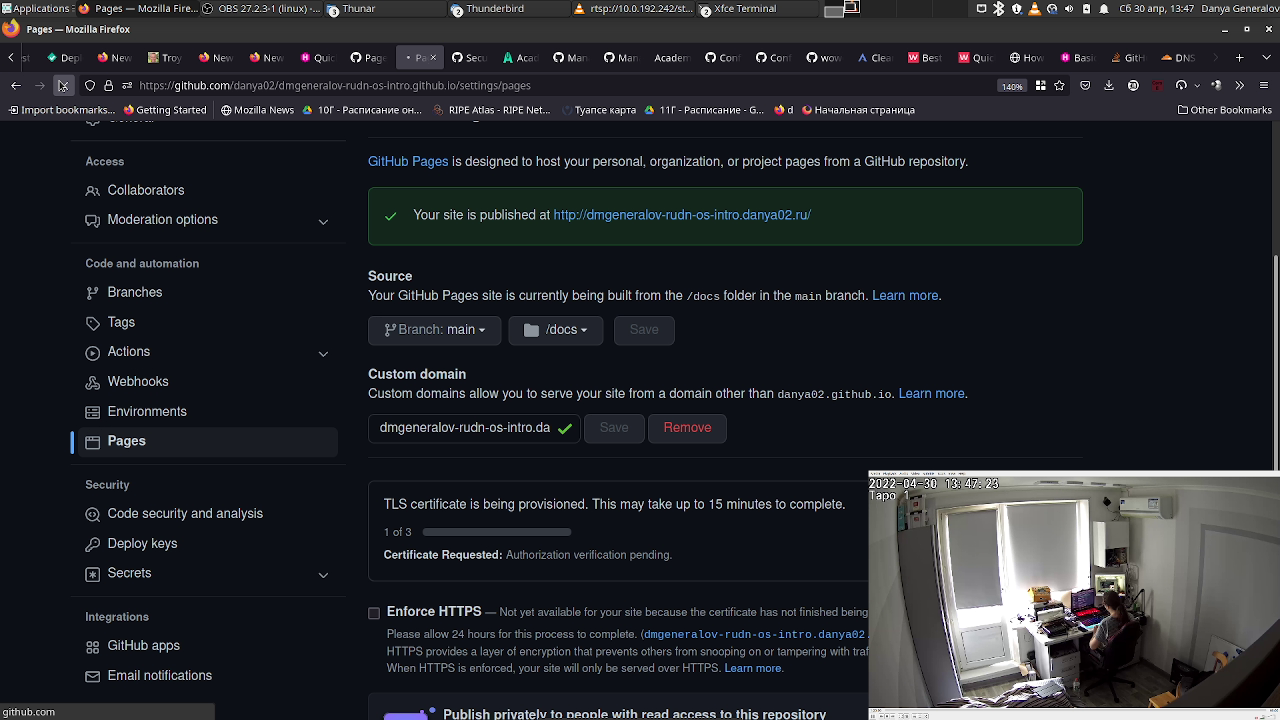 Applications
Pages — Mozilla Firef...
OBS 27.2.3-1 (linux) -...
3
Thunar
2
Thunderbird
rtsp://10.0.192.242/st...
2
Xfce Terminal
Сб 30 апр, 13:47
Danya Generalov
Pages — Mozilla Firefox
Depl
New
Troy
New
New
Quic
Page
Pa
Secu
Acad
Man
Man
Academ
Conf
Conf
wow
Clea
Best
Quic
How
Basi
GitH
DNS
https://github.com/danya02/dmgeneralov-rudn-os-intro.github.io/settings/pages
140%
Import bookmarks...
Getting Started
Mozilla News
10Г - Расписание он...
RIPE Atlas - RIPE Net...
Туапсе карта
11Г - Расписание - G...
d
Начальная страница
Other Bookmarks
General
Access
Collaborators
Moderation options
Code and automation
Branches
Tags
Actions
Webhooks
Environments
Pages
Security
Code security and analysis
Deploy keys
Secrets
Integrations
GitHub apps
Email notifications
GitHub Pages is designed to host your personal, organization, or project pages from a GitHub repository.
Your site is published at http://dmgeneralov-rudn-os-intro.danya02.ru/
Source
Your GitHub Pages site is currently being built from the /docs folder in the main branch. Learn more.
Branch: main
/docs
Save
Custom domain
Custom domains allow you to serve your site from a domain other than danya02.github.io. Learn more.
dmgeneralov-rudn-os-intro.da
Save
Remove
TLS certificate is being provisioned. This may take up to 15 minutes to complete.
1 of 3
Certificate Requested: Authorization verification pending.
Enforce HTTPS — Not yet available for your site because the certificate has not finished being
Please allow 24 hours for this process to complete. (dmgeneralov-rudn-os-intro.danya02.
HTTPS provides a layer of encryption that prevents others from snooping on or tampering with traf
When HTTPS is enforced, your site will only be served over HTTPS. Learn more.
Publish privately to people with read access to this repository
github.com
2022-04-30 13:47:23
Tapo 1